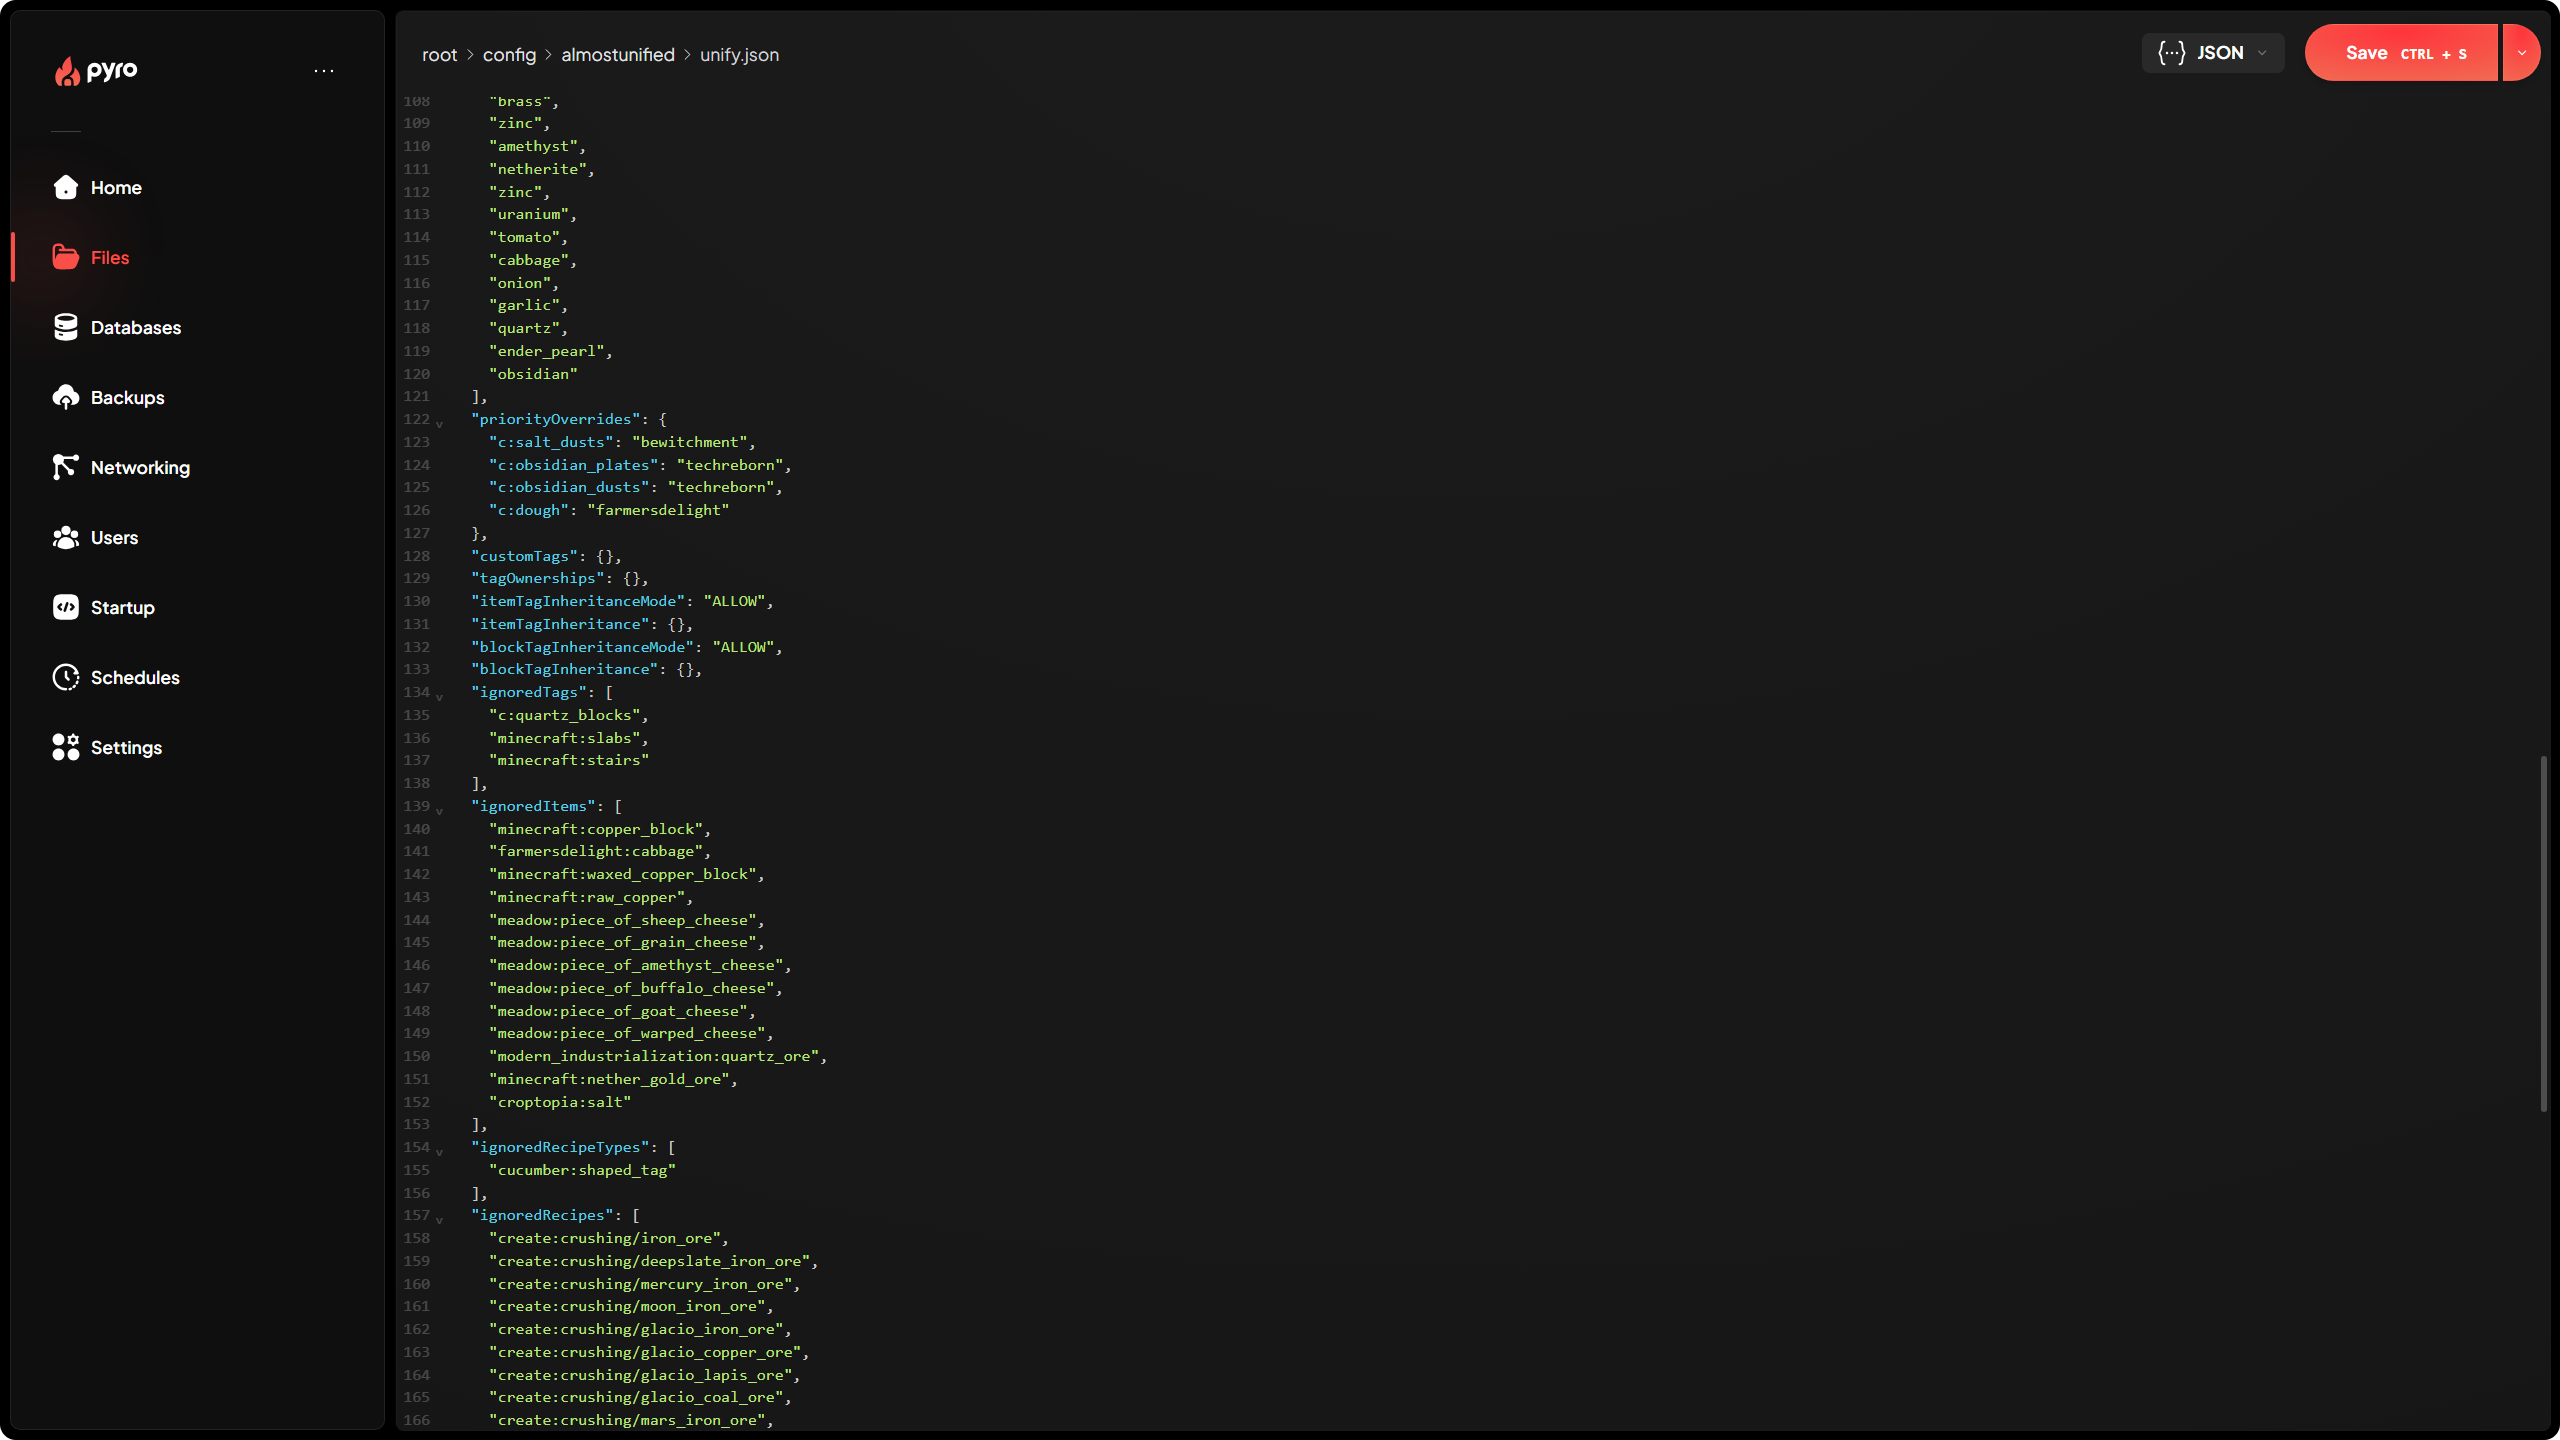 pyro
...
Home
Files
Databases
Backups
Networking
Users
Startup
Schedules
Settings
root > config > almostunified > unify.json
{...} JSON
Save CTRL + S
108 "brass",
109 "zinc",
110 "amethyst",
111 "netherite",
112 "zinc",
113 "uranium",
114 "tomato",
115 "cabbage",
116 "onion",
117 "garlic",
118 "quartz",
119 "ender_pearl",
120 "obsidian"
121 ],
122 "priorityOverrides": {
123 "c:salt_dusts": "bewitchment",
124 "c:obsidian_plates": "techreborn",
125 "c:obsidian_dusts": "techreborn",
126 "c:dough": "farmersdelight"
127 },
128 "customTags": {},
129 "tagOwnerships": {},
130 "itemTagInheritanceMode": "ALLOW",
131 "itemTagInheritance": {},
132 "blockTagInheritanceMode": "ALLOW",
133 "blockTagInheritance": {},
134 "ignoredTags": [
135 "c:quartz_blocks",
136 "minecraft:slabs",
137 "minecraft:stairs"
138 ],
139 "ignoredItems": [
140 "minecraft:copper_block",
141 "farmersdelight:cabbage",
142 "minecraft:waxed_copper_block",
143 "minecraft:raw_copper",
144 "meadow:piece_of_sheep_cheese",
145 "meadow:piece_of_grain_cheese",
146 "meadow:piece_of_amethyst_cheese",
147 "meadow:piece_of_buffalo_cheese",
148 "meadow:piece_of_goat_cheese",
149 "meadow:piece_of_warped_cheese",
150 "modern_industrialization:quartz_ore",
151 "minecraft:nether_gold_ore",
152 "croptopia:salt"
153 ],
154 "ignoredRecipeTypes": [
155 "cucumber:shaped_tag"
156 ],
157 "ignoredRecipes": [
158 "create:crushing/iron_ore",
159 "create:crushing/deepslate_iron_ore",
160 "create:crushing/mercury_iron_ore",
161 "create:crushing/moon_iron_ore",
162 "create:crushing/glacio_iron_ore",
163 "create:crushing/glacio_copper_ore",
164 "create:crushing/glacio_lapis_ore",
165 "create:crushing/glacio_coal_ore",
166 "create:crushing/mars_iron_ore",